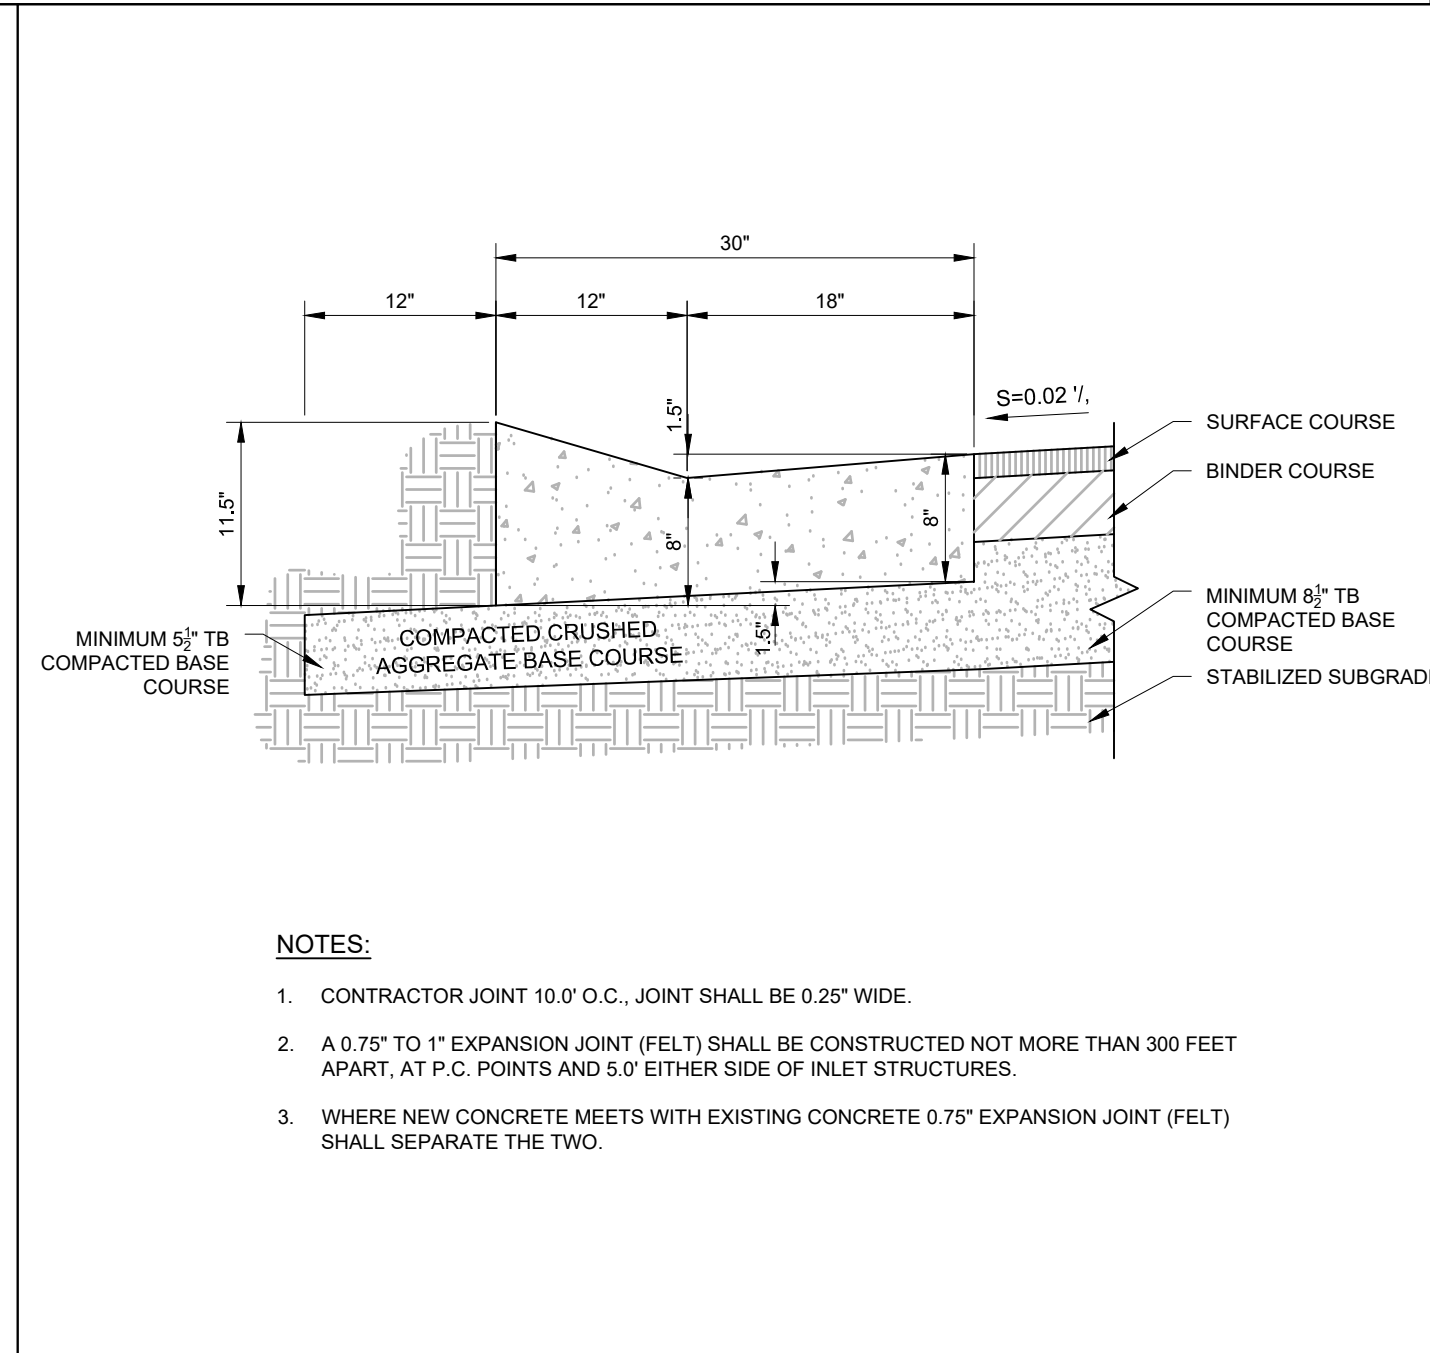 30"
12"
12"
18"
1.5"
S=0.02 '/,
SURFACE COURSE
BINDER COURSE
11.5"
8"
8"
1.5"
MINIMUM 8½" TB
COMPACTED BASE
COURSE
COMPACTED CRUSHED
AGGREGATE BASE COURSE
MINIMUM 5½" TB
COMPACTED BASE
COURSE
STABILIZED SUBGRAD
NOTES:
1. CONTRACTOR JOINT 10.0' O.C., JOINT SHALL BE 0.25" WIDE.
2. A 0.75" TO 1" EXPANSION JOINT (FELT) SHALL BE CONSTRUCTED NOT MORE THAN 300 FEET
APART, AT P.C. POINTS AND 5.0' EITHER SIDE OF INLET STRUCTURES.
3. WHERE NEW CONCRETE MEETS WITH EXISTING CONCRETE 0.75" EXPANSION JOINT (FELT)
SHALL SEPARATE THE TWO.